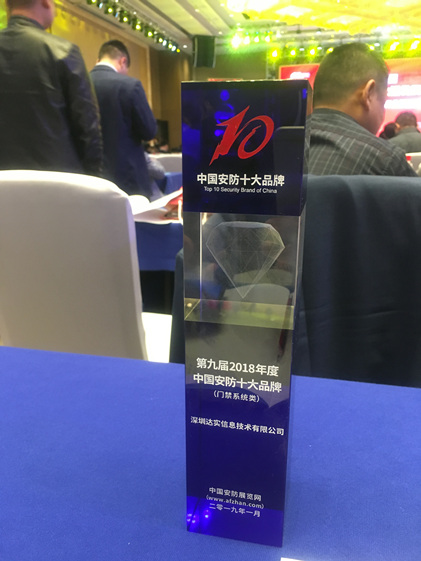 10
中国安防十大品牌
Top 10 Security Brand of China
第九届2018年度
中国安防十大品牌
（门禁系统类）
深圳达实信息技术有限公司
中国安防展览网
(www.afzhan.com)
二零一九年一月